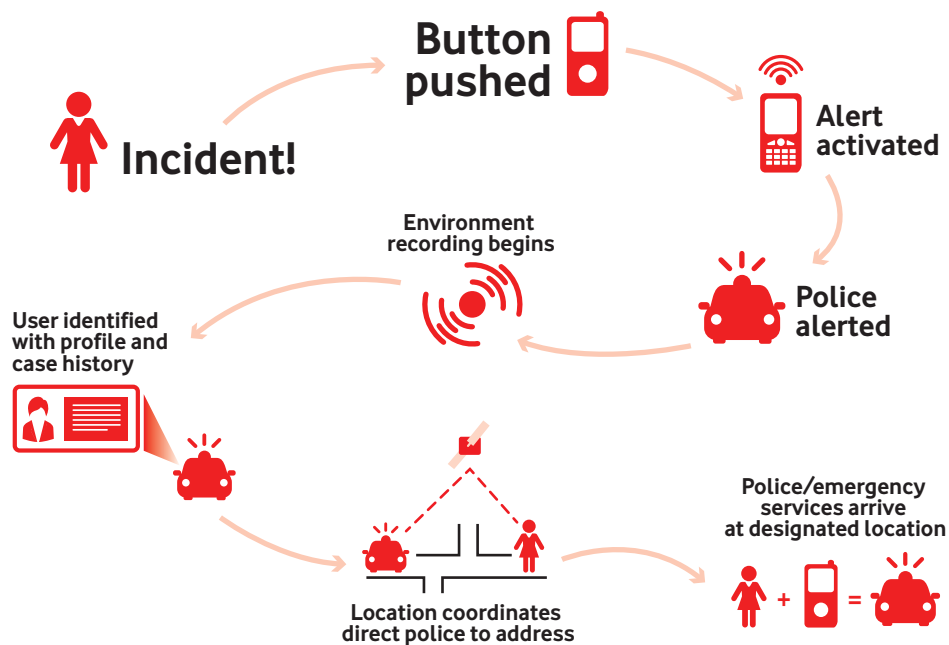 Incident!
Button
pushed
Alert
activated
Police
alerted
Environment
recording begins
User identified
with profile and
case history
Location coordinates
direct police to address
Police/emergency
services arrive
at designated location
+ =